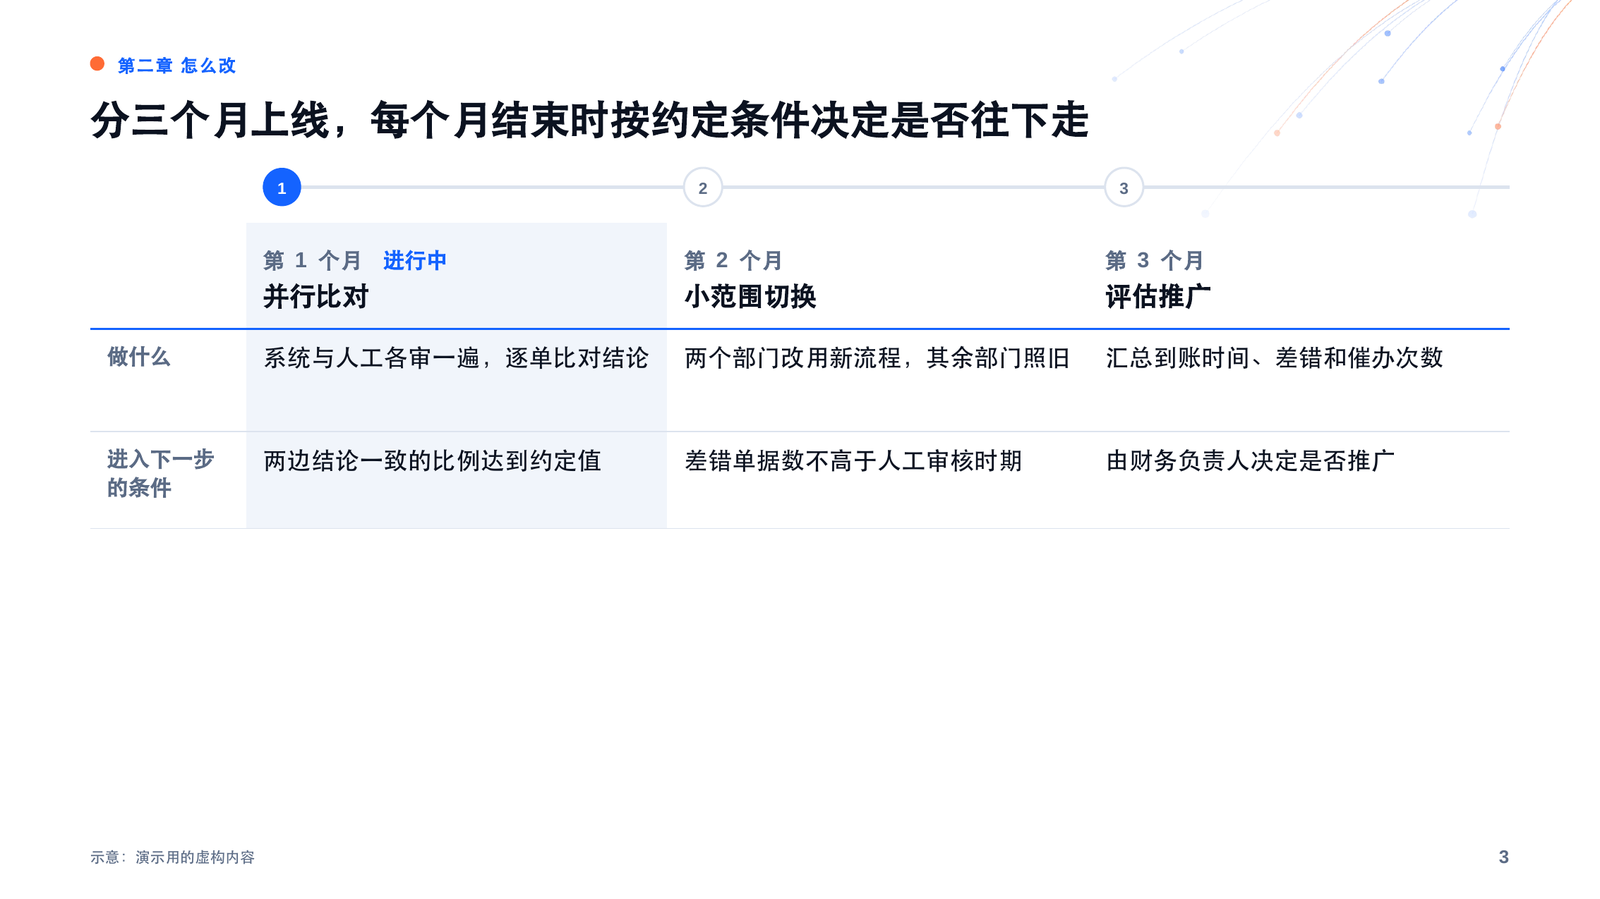 第二章 怎么改
分三个月上线，每个月结束时按约定条件决定是否往下走
1
2
3
第 1 个月 进行中
并行比对
第 2 个月
小范围切换
第 3 个月
评估推广
做什么
系统与人工各审一遍，逐单比对结论
两个部门改用新流程，其余部门照旧
汇总到账时间、差错和催办次数
进入下一步
的条件
两边结论一致的比例达到约定值
差错单据数不高于人工审核时期
由财务负责人决定是否推广
示意：演示用的虚构内容
3